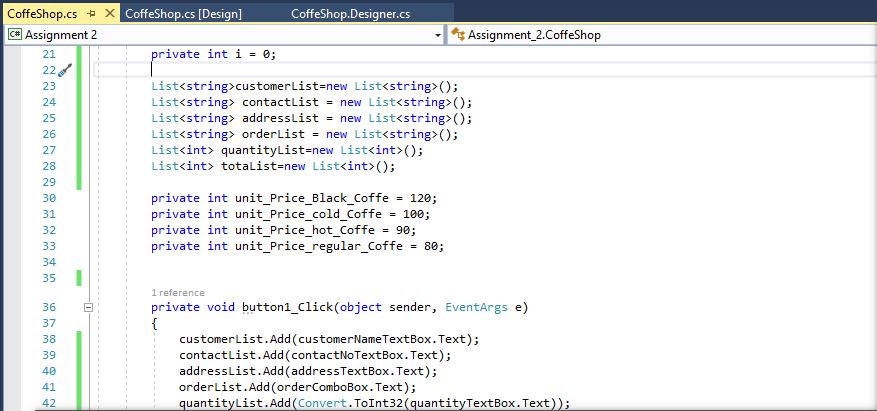 CoffeShop.cs CoffeShop.cs [Design] CoffeShop.Designer.cs
C# Assignment 2 Assignment_2.CoffeShop
21 private int i = 0;
22
23 List<string>customerList=new List<string>();
24 List<string> contactList = new List<string>();
25 List<string> addressList = new List<string>();
26 List<string> orderList = new List<string>();
27 List<int> quantityList=new List<int>();
28 List<int> totaList=new List<int>();
29
30 private int unit_Price_Black_Coffe = 120;
31 private int unit_Price_cold_Coffe = 100;
32 private int unit_Price_hot_Coffe = 90;
33 private int unit_Price_regular_Coffe = 80;
34
35
1 reference
36 private void button1_Click(object sender, EventArgs e)
37 {
38 customerList.Add(customerNameTextBox.Text);
39 contactList.Add(contactNoTextBox.Text);
40 addressList.Add(addressTextBox.Text);
41 orderList.Add(orderComboBox.Text);
42 quantityList.Add(Convert.ToInt32(quantityTextBox.Text));